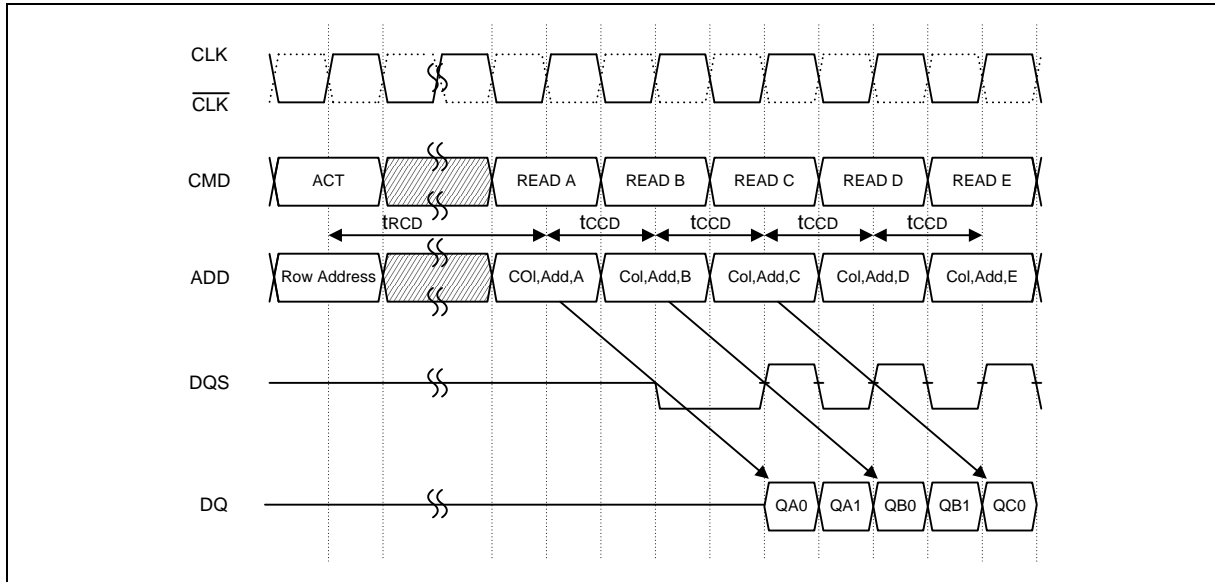 CLK
CLK
CMD ACT READ A READ B READ C READ D READ E
tRCD tCCD tCCD tCCD tCCD
ADD Row Address COl,Add,A Col,Add,B Col,Add,C Col,Add,D Col,Add,E
DQS
DQ QA0 QA1 QB0 QB1 QC0